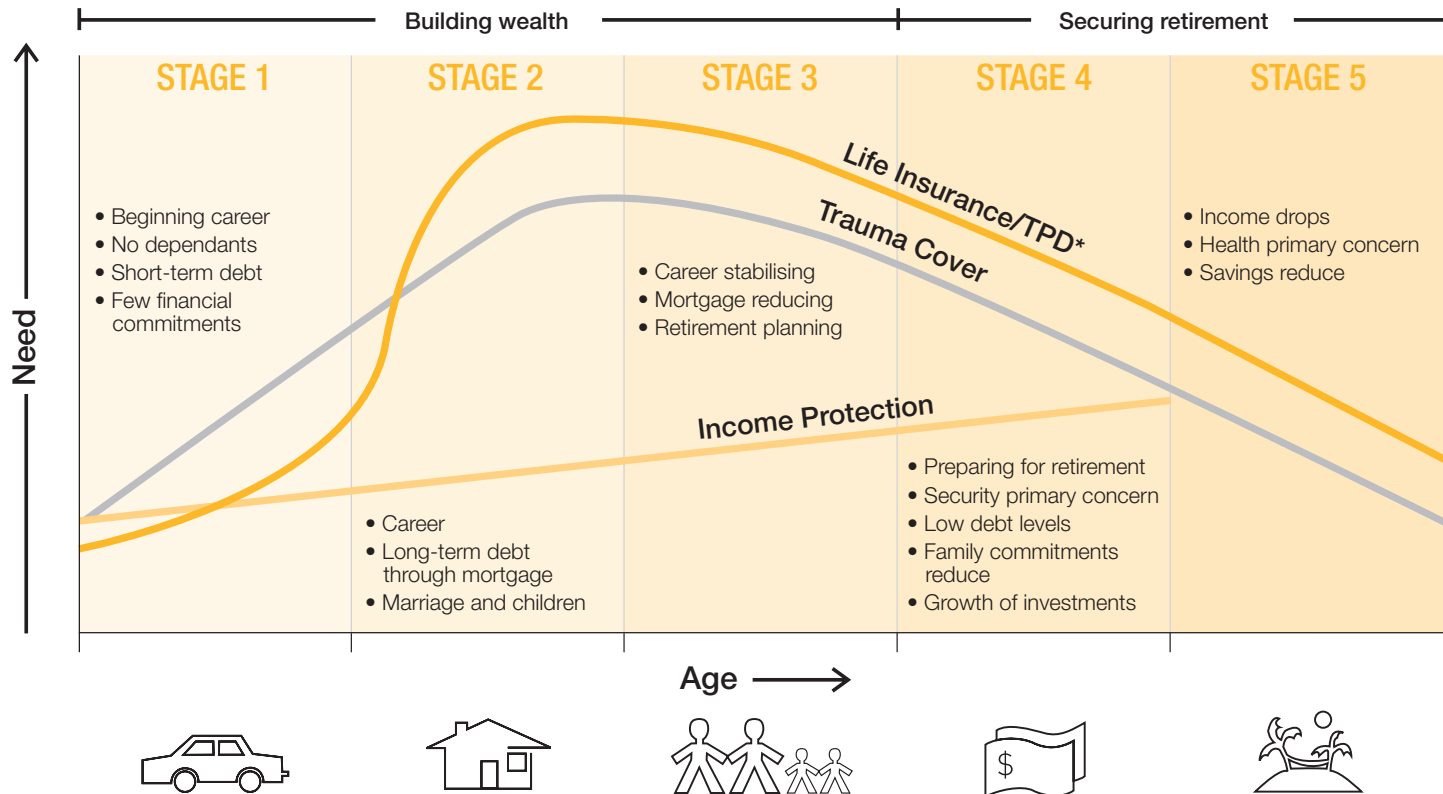 Building wealth
Securing retirement
Need
STAGE 1
STAGE 2
STAGE 3
STAGE 4
STAGE 5
• Beginning career
• No dependants
• Short-term debt
• Few financial
commitments
• Career
• Long-term debt
through mortgage
• Marriage and children
• Career stabilising
• Mortgage reducing
• Retirement planning
Life Insurance/TPD*
Trauma Cover
Income Protection
• Preparing for retirement
• Security primary concern
• Low debt levels
• Family commitments
reduce
• Growth of investments
• Income drops
• Health primary concern
• Savings reduce
Age
$